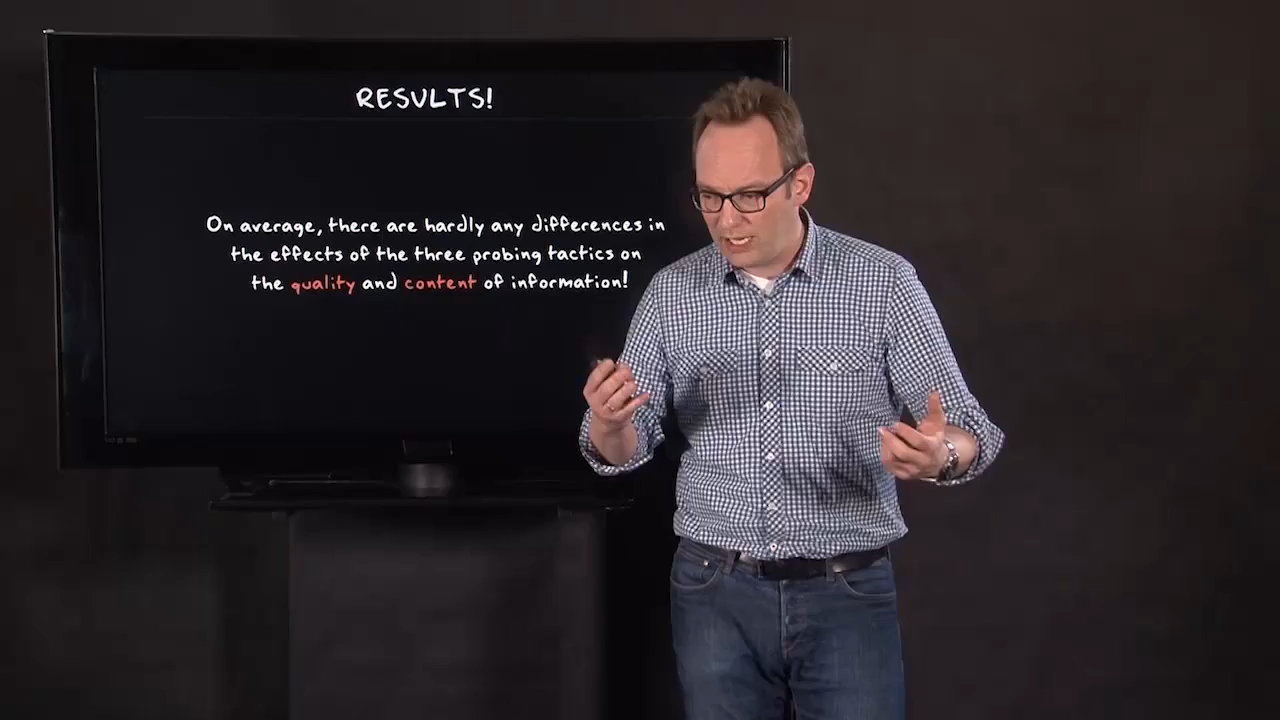 RESULTS!
On average, there are hardly any differences in
the effects of the three probing tactics on
the quality and content of information!